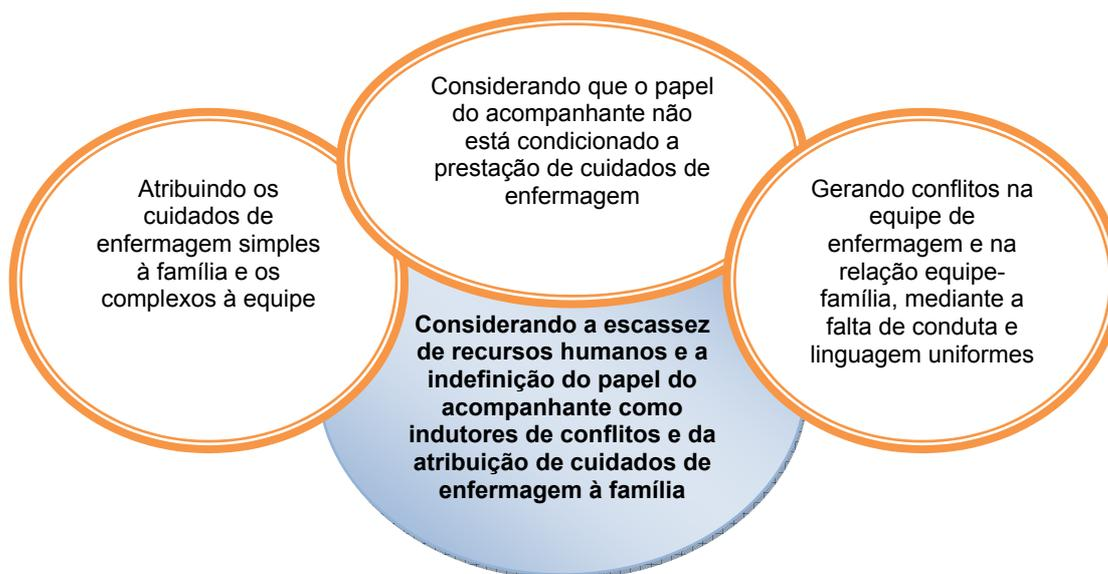 Considerando que o papel
do acompanhante não
está condicionado a
prestação de cuidados de
enfermagem
Atribuindo os
cuidados de
enfermagem simples
à família e os
complexos à equipe
Gerando conflitos na
equipe de
enfermagem e na
relação equipe-
família, mediante a
falta de conduta e
linguagem uniformes
Considerando a escassez
de recursos humanos e a
indefinição do papel do
acompanhante como
indutores de conflitos e da
atribuição de cuidados de
enfermagem à família